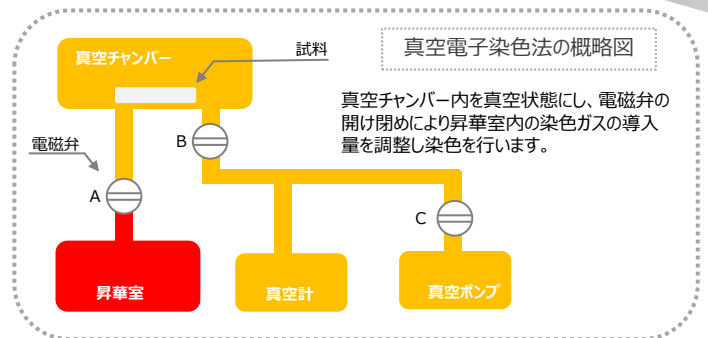 真空電子染色法の概略図
真空チャンバー
試料
真空チャンバー内を真空状態にし、電磁弁の
開け閉めにより昇華室内の染色ガスの導入
量を調整し染色を行います。
電磁弁
B
A
C
昇華室
真空計
真空ポンプ